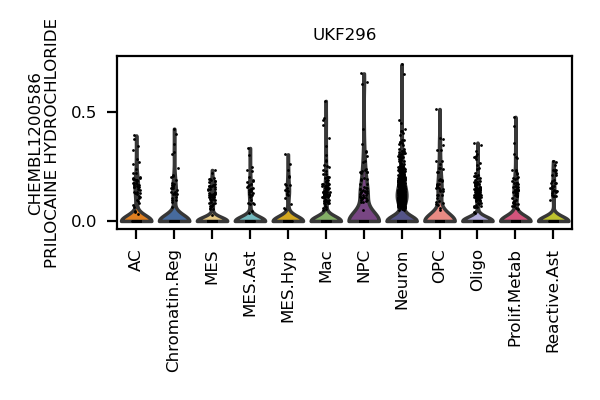 UKF296
CHEMBL1200586
PRILOCAINE HYDROCHLORIDE
0.5
0.0
AC
Chromatin.Reg
MES
MES.Ast
MES.Hyp
Mac
NPC
Neuron
OPC
Oligo
Prolif.Metab
Reactive.Ast